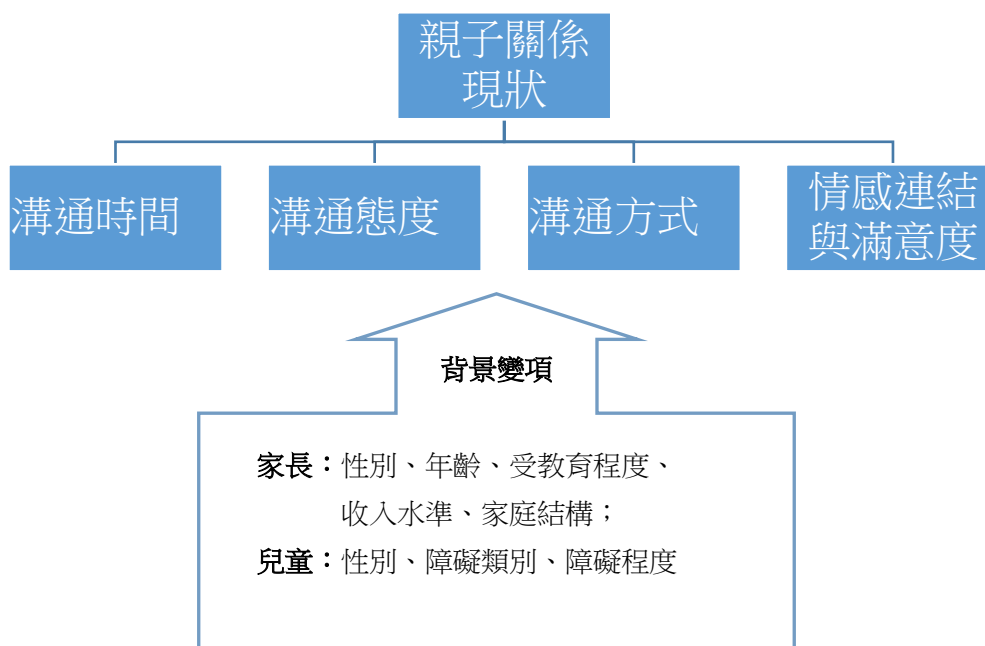 親子關係
現狀
溝通時間
溝通態度
溝通方式
情感連結
與滿意度
背景變項
家長：性別、年齡、受教育程度、
收入水準、家庭結構；
兒童：性別、障礙類別、障礙程度